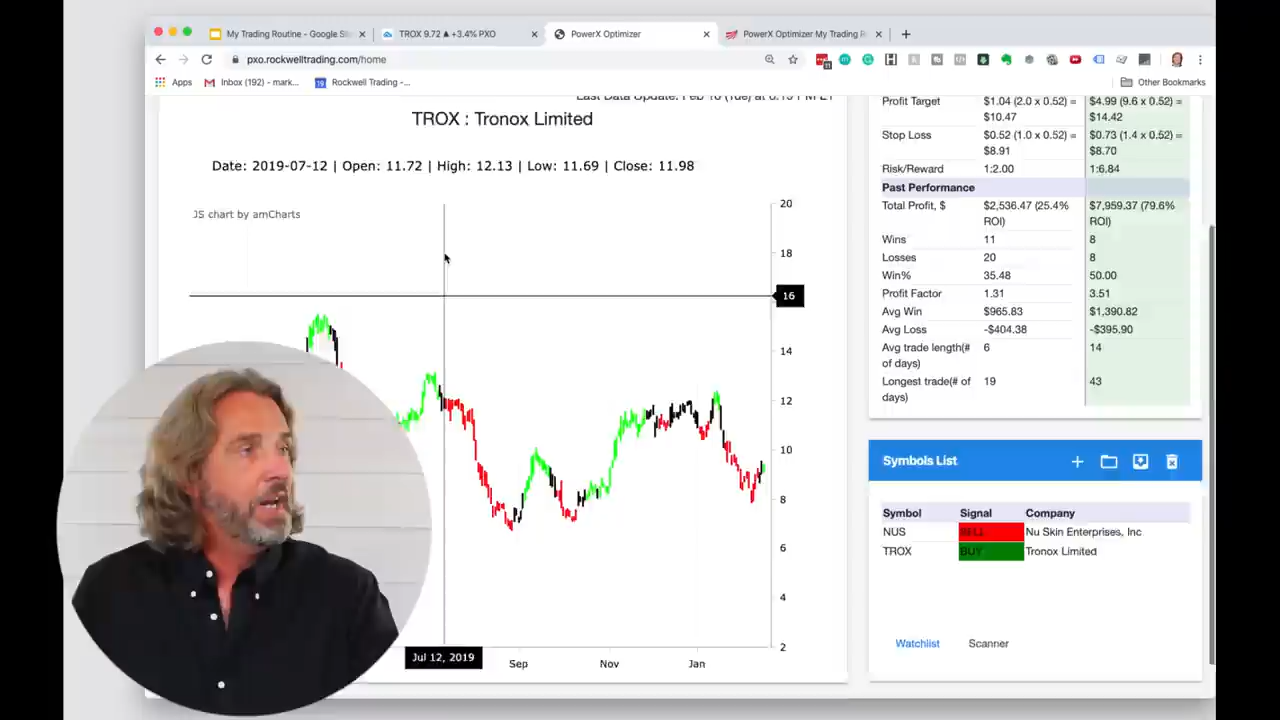 My Trading Routine - Google Sli
TROX 9.72 ▲ +3.4% PXO
PowerX Optimizer
PowerX Optimizer My Trading R
pxo.rockwelltrading.com/home
11
Apps
Inbox (192) - mark...
19
Rockwell Trading -...
Other Bookmarks
TROX : Tronox Limited
Date: 2019-07-12 | Open: 11.72 | High: 12.13 | Low: 11.69 | Close: 11.98
JS chart by amCharts
20
18
16
14
12
10
8
6
4
2
Jul 12, 2019
Sep
Nov
Jan
Profit Target $1.04 (2.0 x 0.52) = $4.99 (9.6 x 0.52) =
$10.47 $14.42
Stop Loss $0.52 (1.0 x 0.52) = $0.73 (1.4 x 0.52) =
$8.91 $8.70
Risk/Reward 1:2.00 1:6.84
Past Performance
Total Profit, $ $2,536.47 (25.4% $7,959.37 (79.6%
ROI) ROI)
Wins 11 8
Losses 20 8
Win% 35.48 50.00
Profit Factor 1.31 3.51
Avg Win $965.83 $1,390.82
Avg Loss -$404.38 -$395.90
Avg trade length(# 6 14
of days)
Longest trade(# of 19 43
days)
Symbols List
Symbol Signal Company
NUS SELL Nu Skin Enterprises, Inc
TROX BUY Tronox Limited
Watchlist Scanner